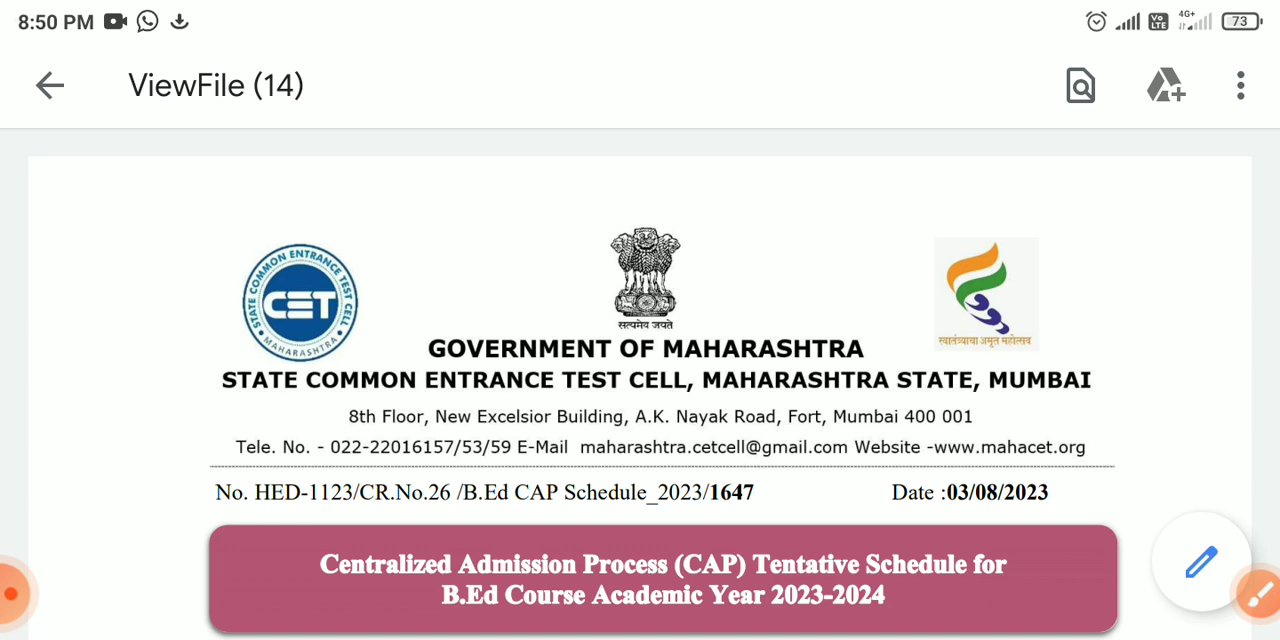 8:50 PM
Vo LTE 4G+ 73
ViewFile (14)
STATE COMMON ENTRANCE TEST CELL
CET
MAHARASHTRA
सत्यमेव जयते
स्वातंत्र्याचा अमृत महोत्सव
GOVERNMENT OF MAHARASHTRA
STATE COMMON ENTRANCE TEST CELL, MAHARASHTRA STATE, MUMBAI
8th Floor, New Excelsior Building, A.K. Nayak Road, Fort, Mumbai 400 001
Tele. No. - 022-22016157/53/59 E-Mail maharashtra.cetcell@gmail.com Website -www.mahacet.org
No. HED-1123/CR.No.26 /B.Ed CAP Schedule_2023/1647 Date :03/08/2023
Centralized Admission Process (CAP) Tentative Schedule for
B.Ed Course Academic Year 2023-2024